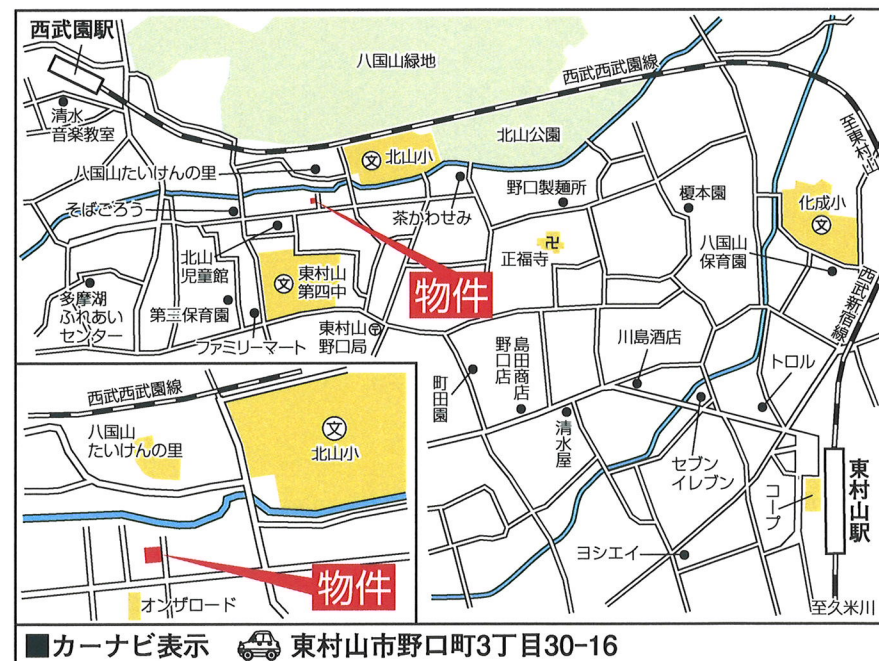 西武園駅
八国山緑地
西武西武園線
清水
音楽教室
北山公園
至東村山
八国山たいけんの里
文
北山小
野口製麺所
榎本園
化成小
文
そばごろう
茶かわせみ
八国山
保育園
北山
児童館
文
東村山
第四中
正福寺
卍
物件
西武新宿線
多摩湖
ふれあい
センター
第三保育園
ファミリーマート
東村山
野口局
〒
川島酒店
トロル
島田商店
野口店
町田園
清水屋
セブン
イレブン
コープ
東村山駅
ヨシエイ
至久米川
西武西武園線
八国山
たいけんの里
文
北山小
物件
オンザロード
■カーナビ表示 東村山市野口町3丁目30-16